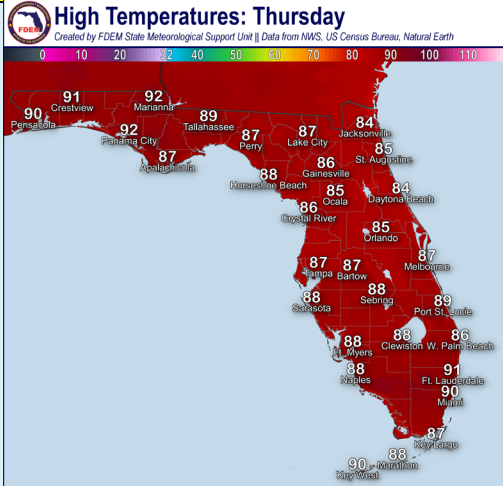 FDEM
High Temperatures: Thursday
Created by FDEM State Meteorological Support Unit || Data from NWS, US Census Bureau, Natural Earth
0 10 20 32 40 50 60 70 80 90 100 110
92
Marianna
91
Crestview
90
Pensacola
89
Tallahassee
92
Panama City
87
Perry
87
Lake City
84
Jacksonville
87
Apalachicola
85
St. Augustine
86
Gainesville
88
Horseshoe Beach
85
Ocala
84
Daytona Beach
86
Crystal River
85
Orlando
87
Melbourne
87
Tampa
87
Bartow
88
Sebring
88
Sarasota
89
Port St. Lucie
88
Ft. Myers
88
Clewiston
86
W. Palm Beach
88
Naples
91
Ft. Lauderdale
90
Miami
87
Key Largo
88
Marathon
90
Key West